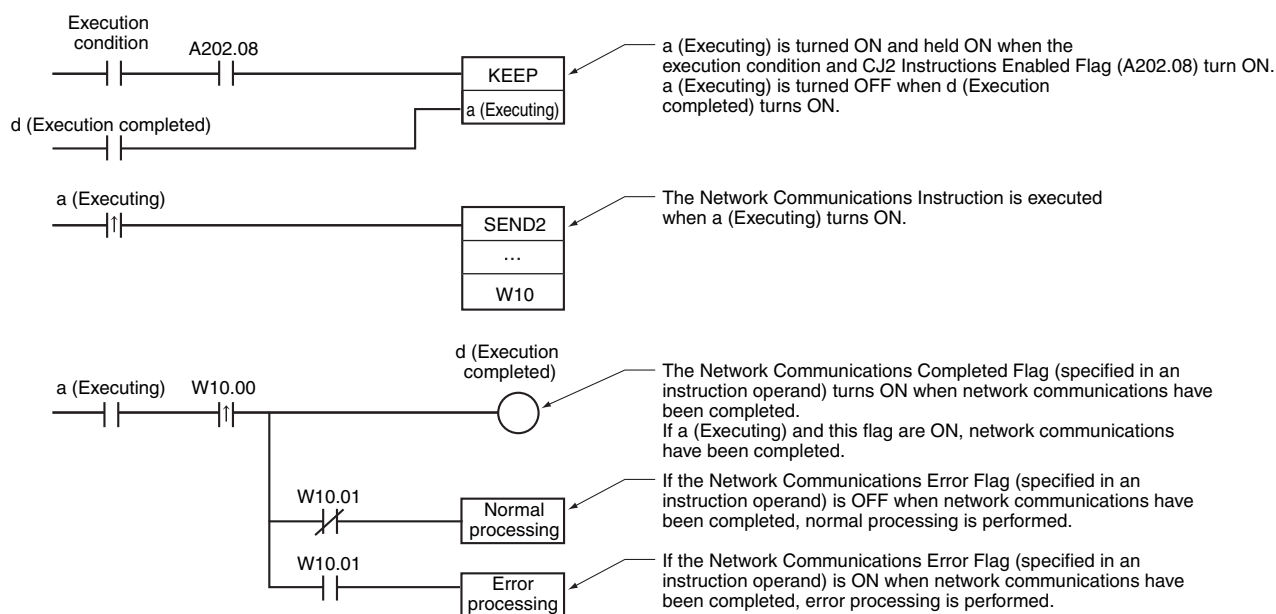 Execution
condition
A202.08
KEEP
a (Executing)
d (Execution completed)
a (Executing) is turned ON and held ON when the
execution condition and CJ2 Instructions Enabled Flag (A202.08) turn ON.
a (Executing) is turned OFF when d (Execution
completed) turns ON.
a (Executing)
↑
SEND2
...
W10
The Network Communications Instruction is executed
when a (Executing) turns ON.
a (Executing)
W10.00
↑
d (Execution
completed)
The Network Communications Completed Flag (specified in an
instruction operand) turns ON when network communications have
been completed.
If a (Executing) and this flag are ON, network communications
have been completed.
W10.01
Normal
processing
If the Network Communications Error Flag (specified in an
instruction operand) is OFF when network communications have
been completed, normal processing is performed.
W10.01
Error
processing
If the Network Communications Error Flag (specified in an
instruction operand) is ON when network communications have
been completed, error processing is performed.